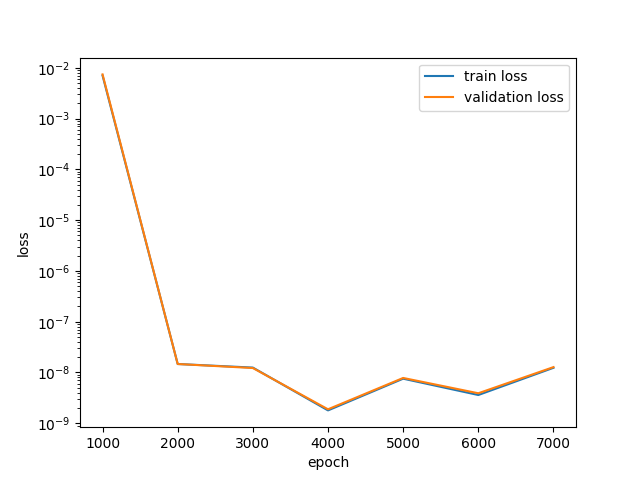 train loss
validation loss
loss
10⁻²
10⁻³
10⁻⁴
10⁻⁵
10⁻⁶
10⁻⁷
10⁻⁸
10⁻⁹
1000 2000 3000 4000 5000 6000 7000
epoch